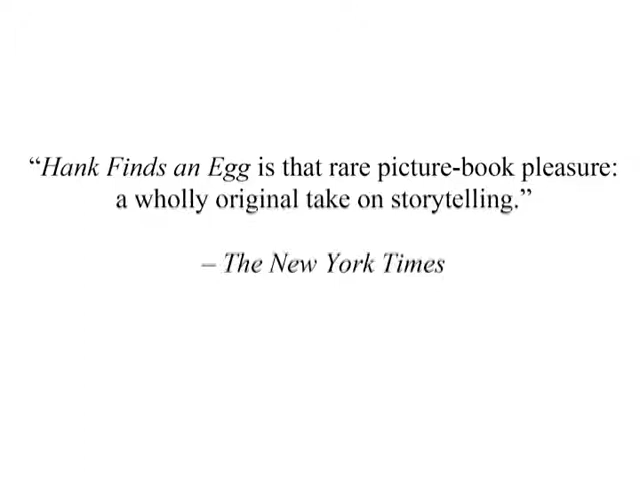 “Hank Finds an Egg is that rare picture-book pleasure:
a wholly original take on storytelling.”
– The New York Times